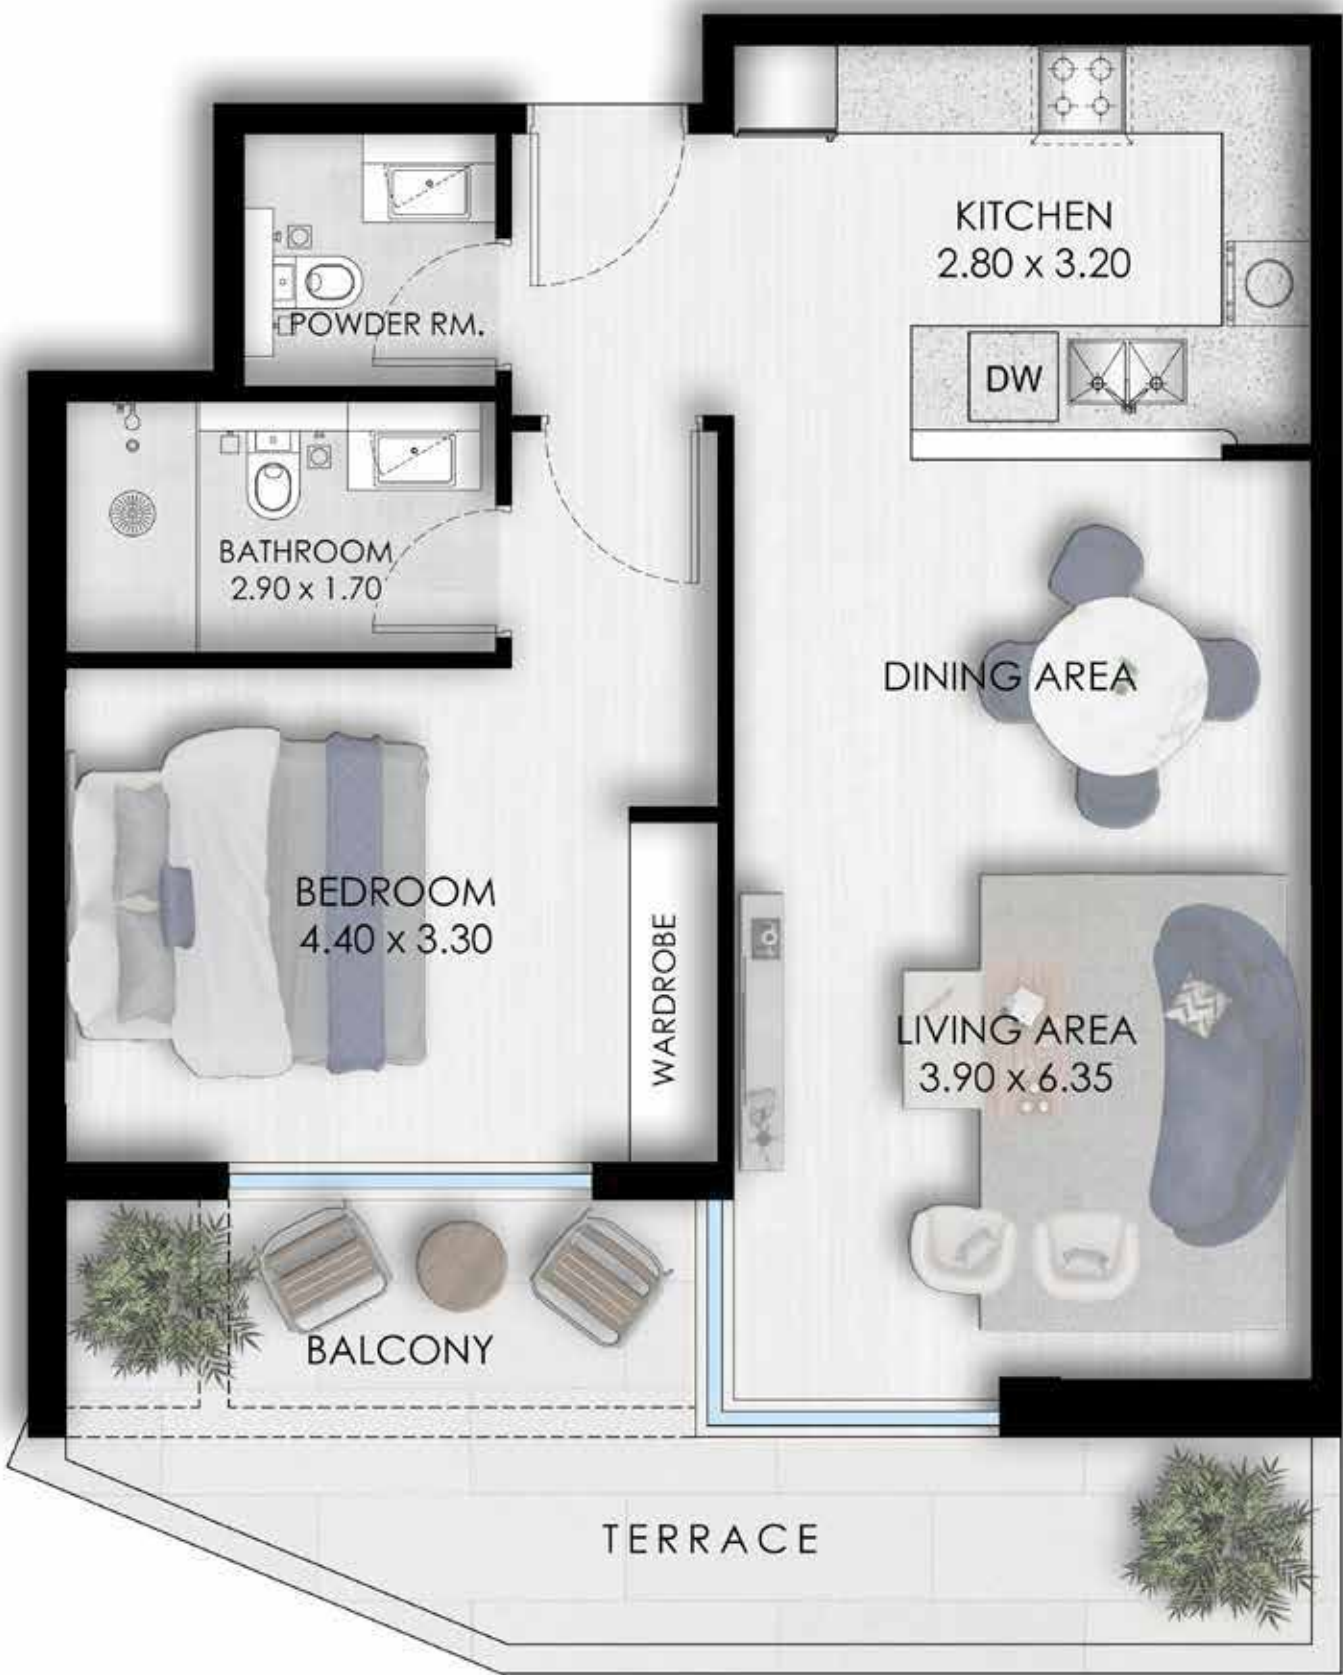 KITCHEN
2.80 x 3.20
POWDER RM.
DW
BATHROOM
2.90 x 1.70
DINING AREA
BEDROOM
4.40 x 3.30
WARDROBE
LIVING AREA
3.90 x 6.35
BALCONY
TERRACE